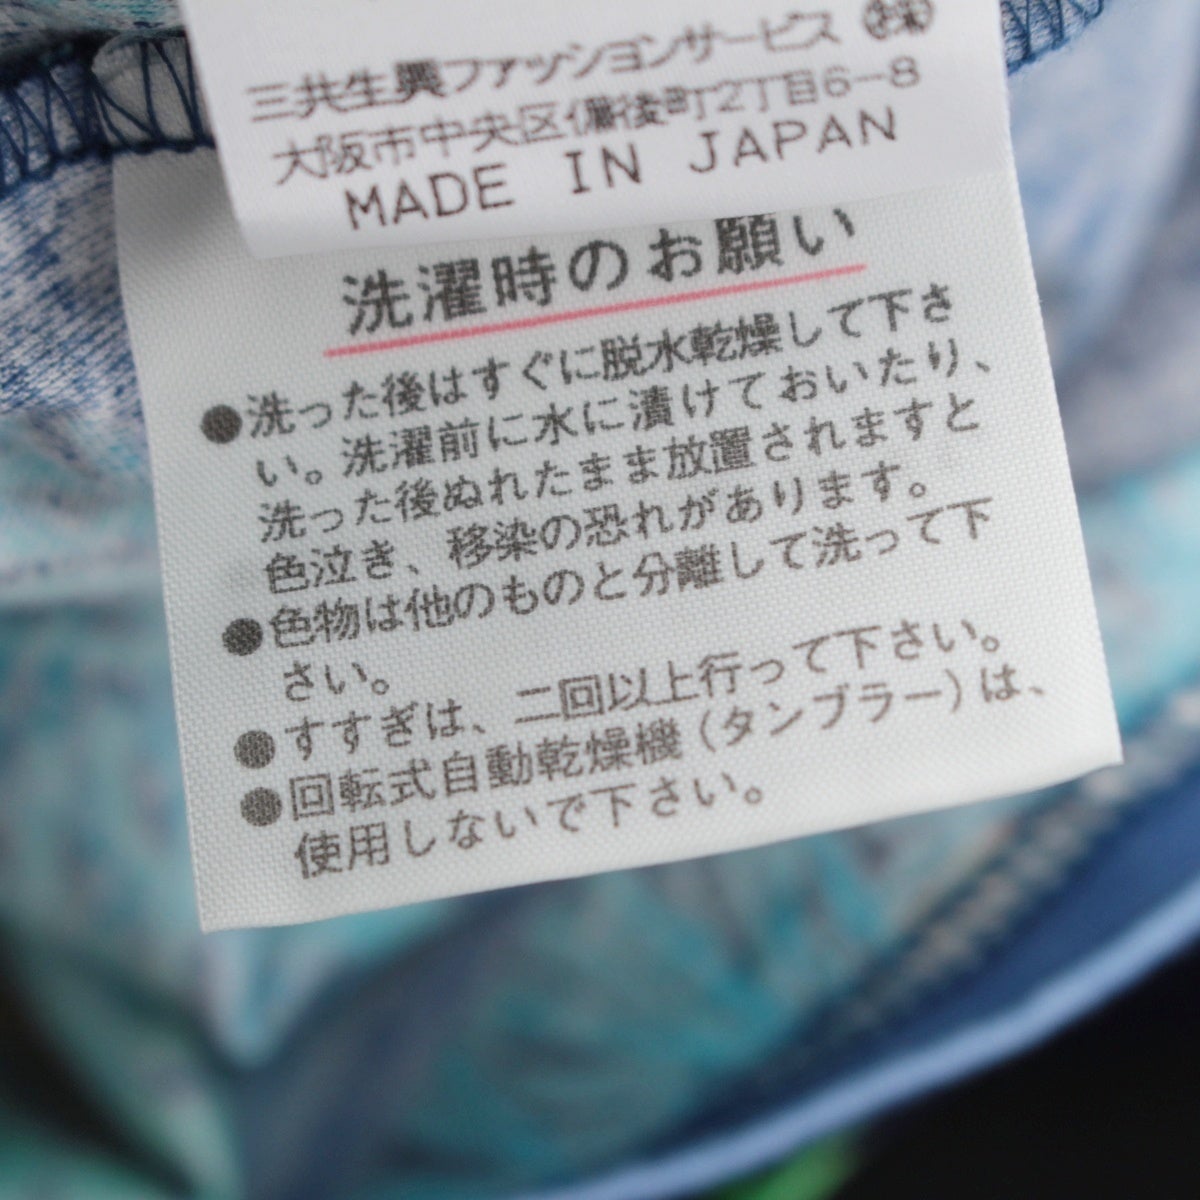 三共生興ファッションサービス㈱
大阪市中央区備後町2丁目6-8
MADE IN JAPAN
洗濯時のお願い
●洗った後はすぐに脱水乾燥して下さ
い。洗濯前に水に漬けておいたり、
洗った後ぬれたまま放置されますと
色泣き、移染の恐れがあります。
●色物は他のものと分離して洗って下
さい。
●すすぎは、二回以上行って下さい。
●回転式自動乾燥機(タンブラー)は、
使用しないで下さい。